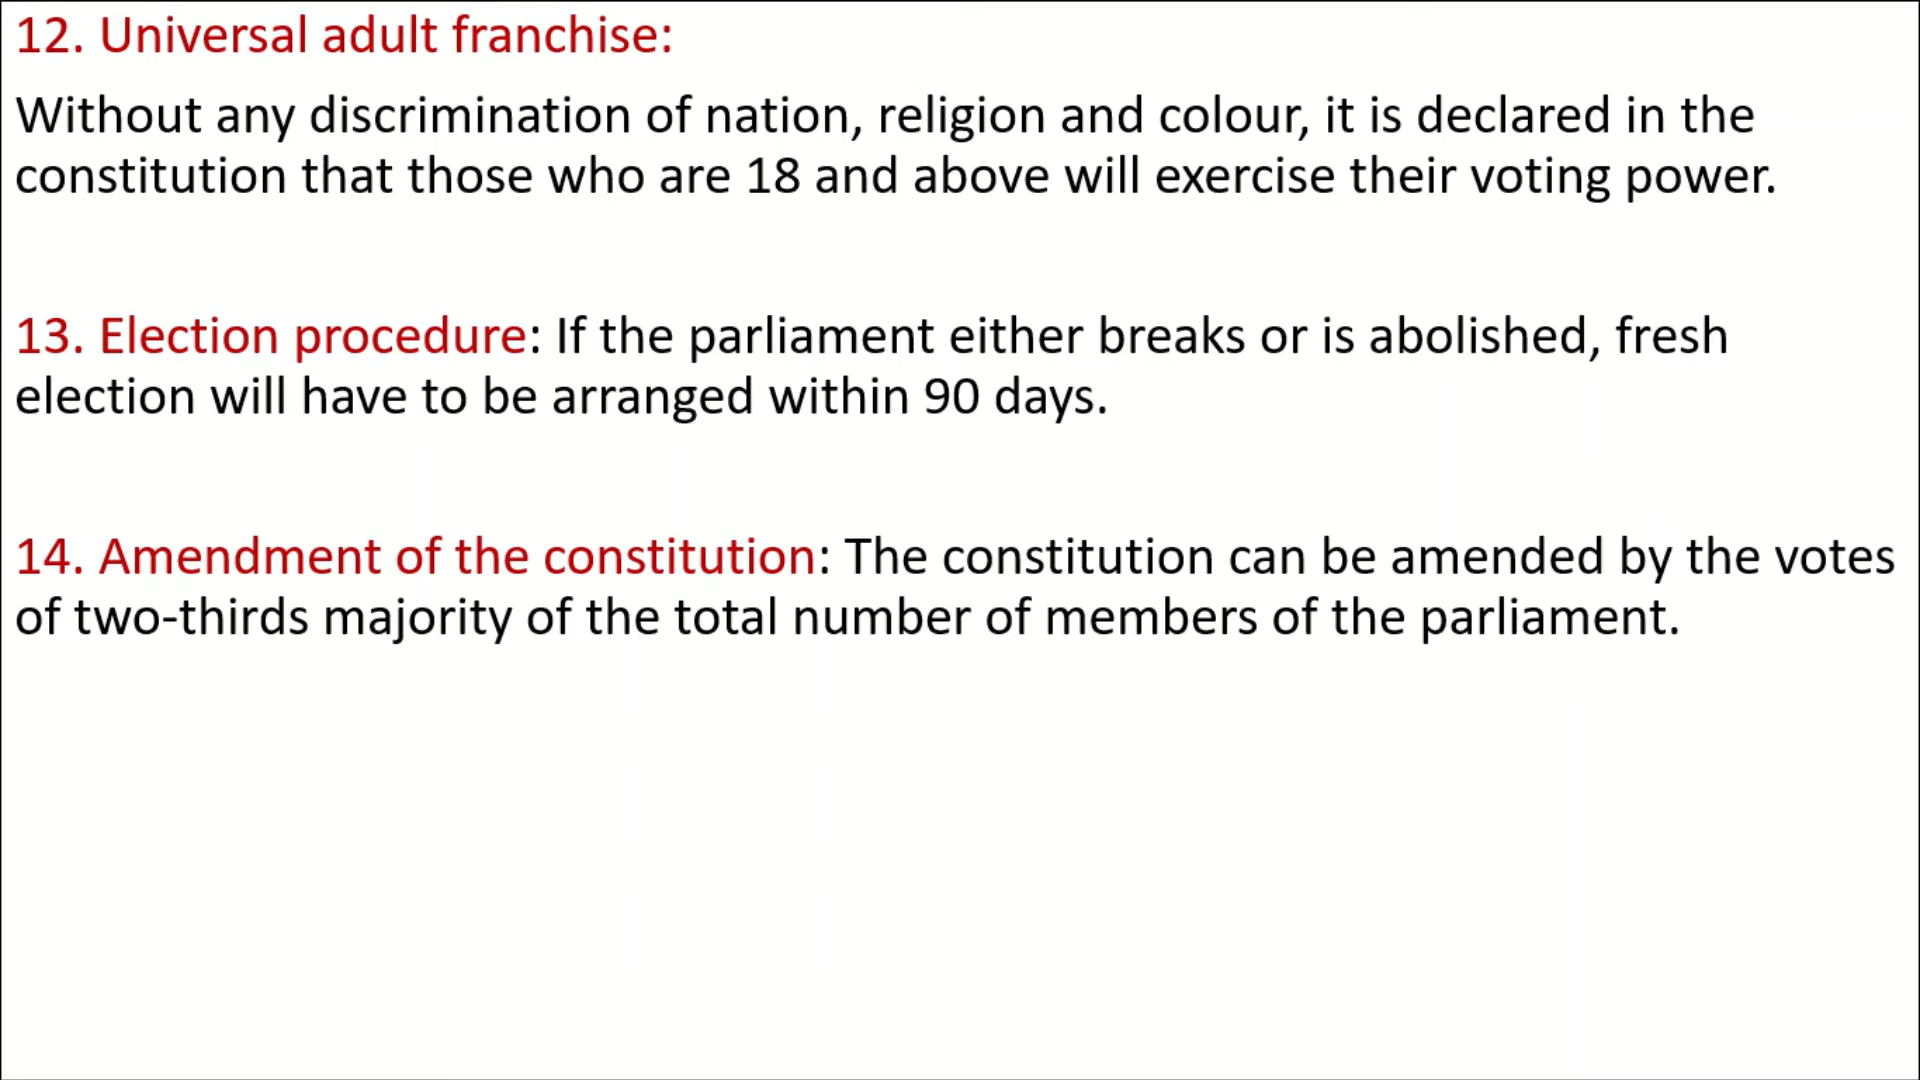 12. Universal adult franchise:
Without any discrimination of nation, religion and colour, it is declared in the
constitution that those who are 18 and above will exercise their voting power.
13. Election procedure: If the parliament either breaks or is abolished, fresh
election will have to be arranged within 90 days.
14. Amendment of the constitution: The constitution can be amended by the votes
of two-thirds majority of the total number of members of the parliament.